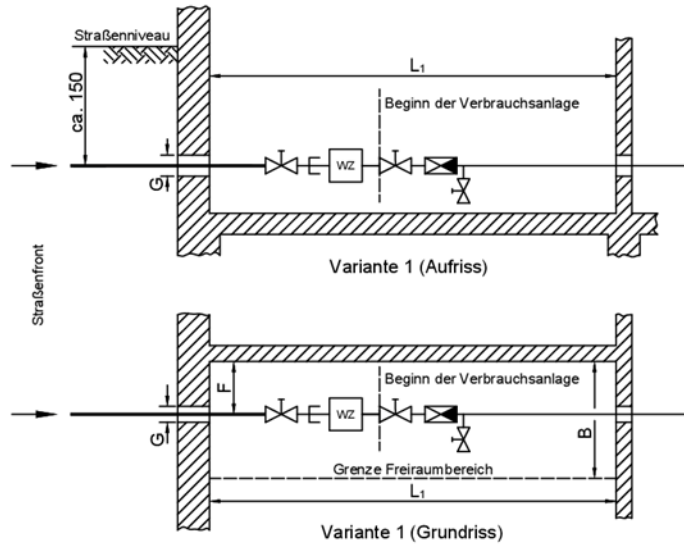 Straßenniveau
ca. 150
L₁
Beginn der Verbrauchsanlage
G
WZ
Variante 1 (Aufriss)
Straßenfront
F
Beginn der Verbrauchsanlage
G
WZ
B
Grenze Freiraumbereich
L₁
Variante 1 (Grundriss)